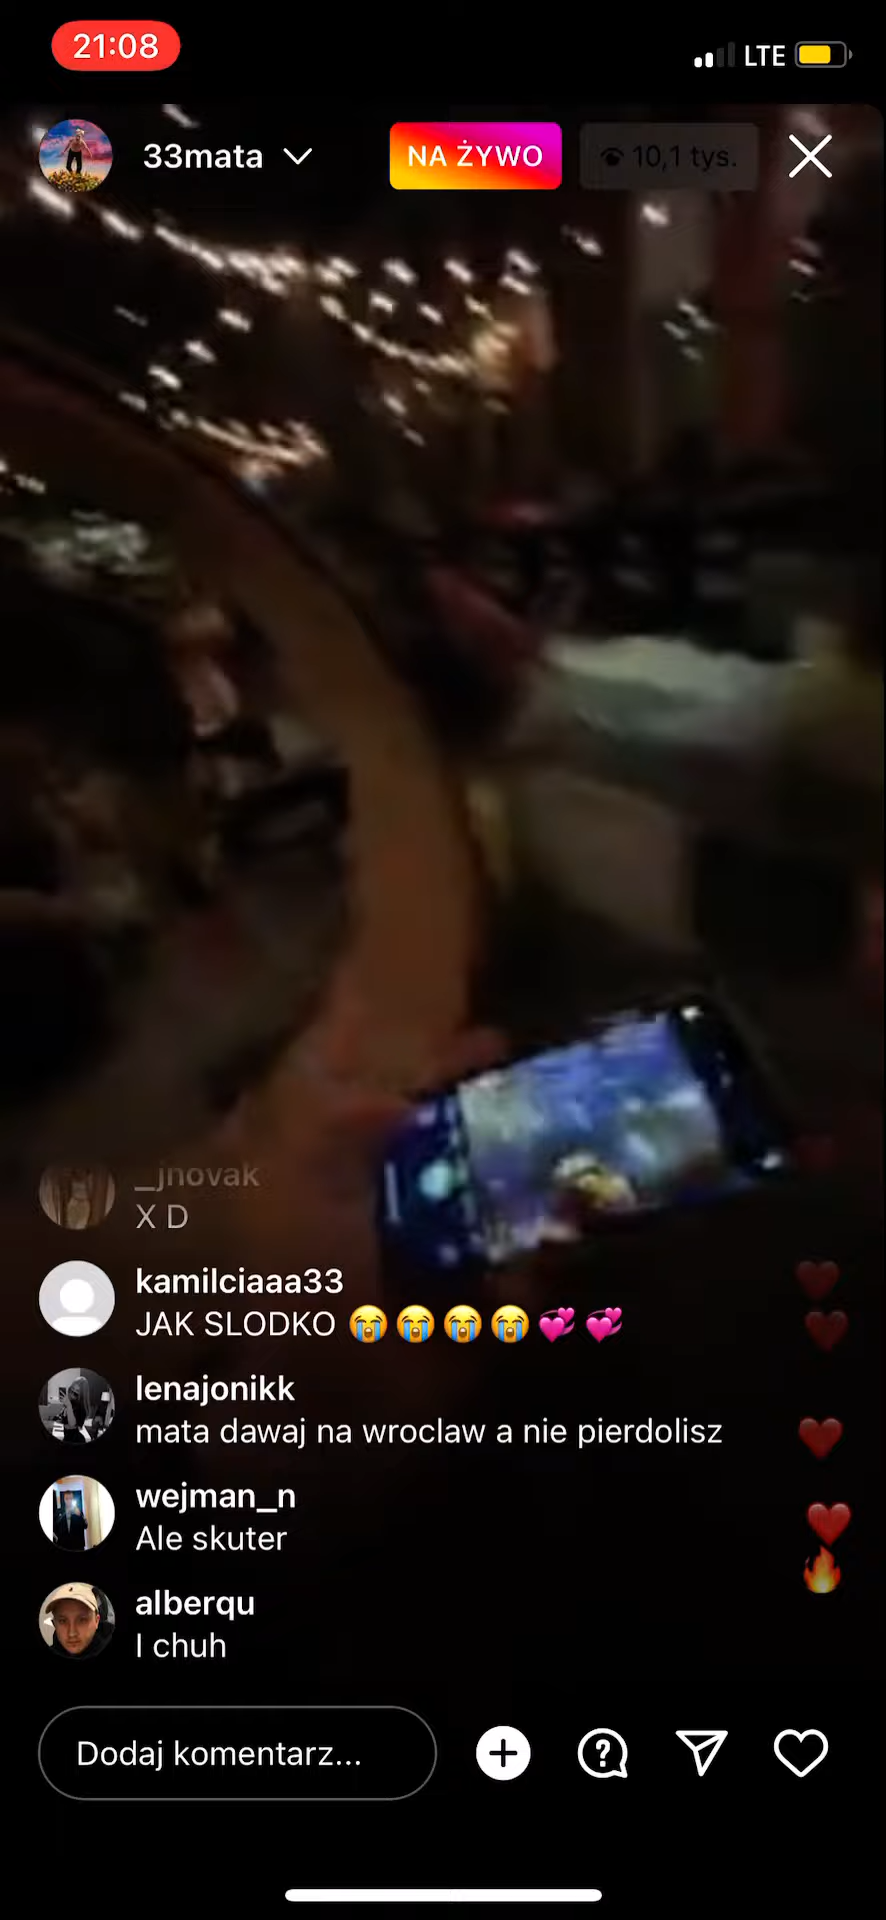 21:08
LTE
33mata
NA ŻYWO
10,1 tys.
_jnovak
X D
kamilciaaa33
JAK SLODKO 😭😭😭😭💞💞
lenajonikk
mata dawaj na wroclaw a nie pierdolisz
wejman_n
Ale skuter
alberqu
I chuh
Dodaj komentarz...